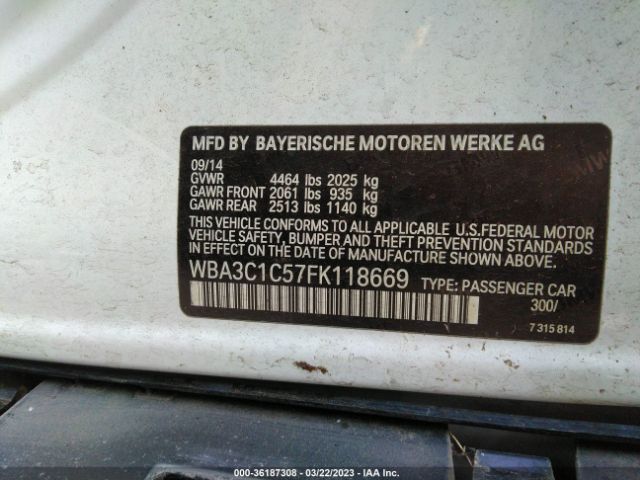 MFD BY BAYERISCHE MOTOREN WERKE AG
09/14
GVWR 4464 lbs 2025 kg
GAWR FRONT 2061 lbs 935 kg
GAWR REAR 2513 lbs 1140 kg
THIS VEHICLE CONFORMS TO ALL APPLICABLE U.S.FEDERAL MOTOR
VEHICLE SAFETY, BUMPER AND THEFT PREVENTION STANDARDS
IN EFFECT ON THE DATE OF MANUFACTURE SHOWN ABOVE.
WBA3C1C57FK118669 TYPE: PASSENGER CAR
300/
7 315 814
000-36187308 - 03/22/2023 - IAA Inc.